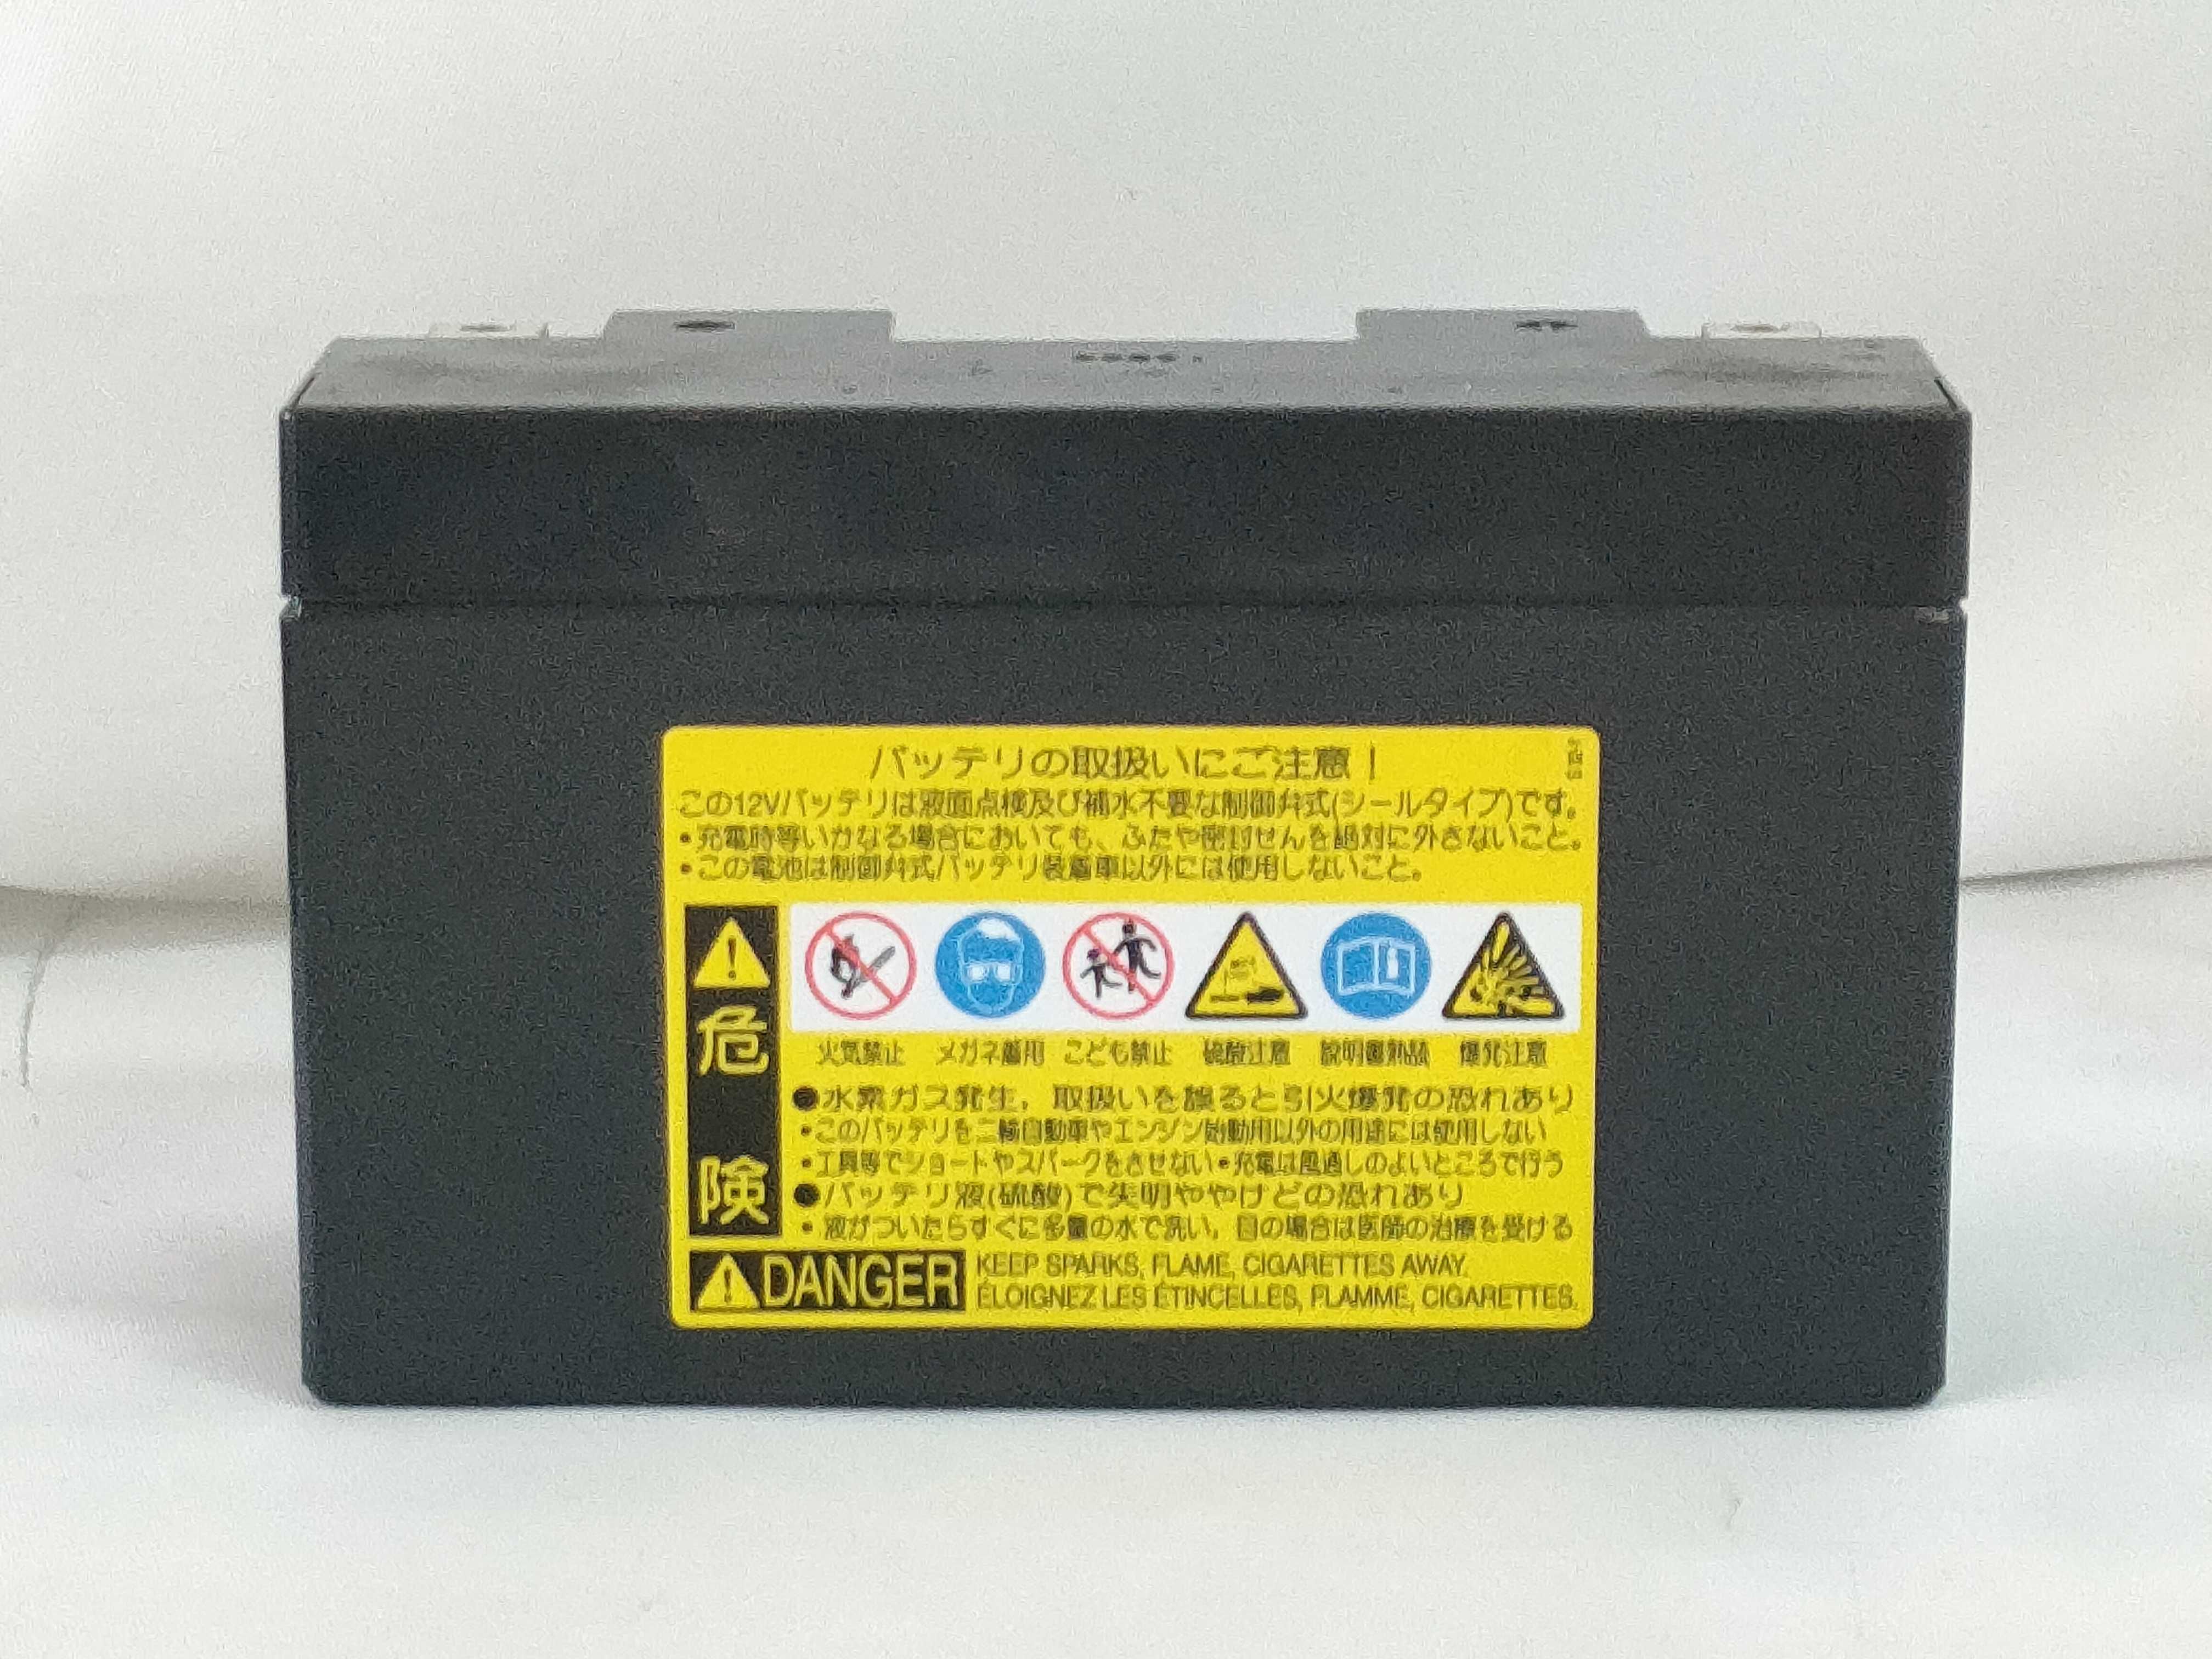 バッテリの取扱いにご注意!
この12Vバッテリは液面点検及び補水不要な制御弁式(シールタイプ)です。
・充電時等いかなる場合においても、ふたや密封せんを絶対に外さないこと。
・この電池は制御弁式バッテリ装着車以外には使用しないこと。
危険
火気禁止 メガネ着用 こども禁止 硫酸注意 説明書熟読 爆発注意
●水素ガス発生，取扱いを誤ると引火爆発の恐れあり
・このバッテリを二輪自動車やエンジン始動用以外の用途には使用しない
・工具等でショートやスパークをさせない・充電は風通しのよいところで行う
●バッテリ液(硫酸)で失明ややけどの恐れあり
・液がついたらすぐに多量の水で洗い，目の場合は医師の治療を受ける
DANGER KEEP SPARKS, FLAME, CIGARETTES AWAY.
ÉLOIGNEZ LES ÉTINCELLES, FLAMME, CIGARETTES.